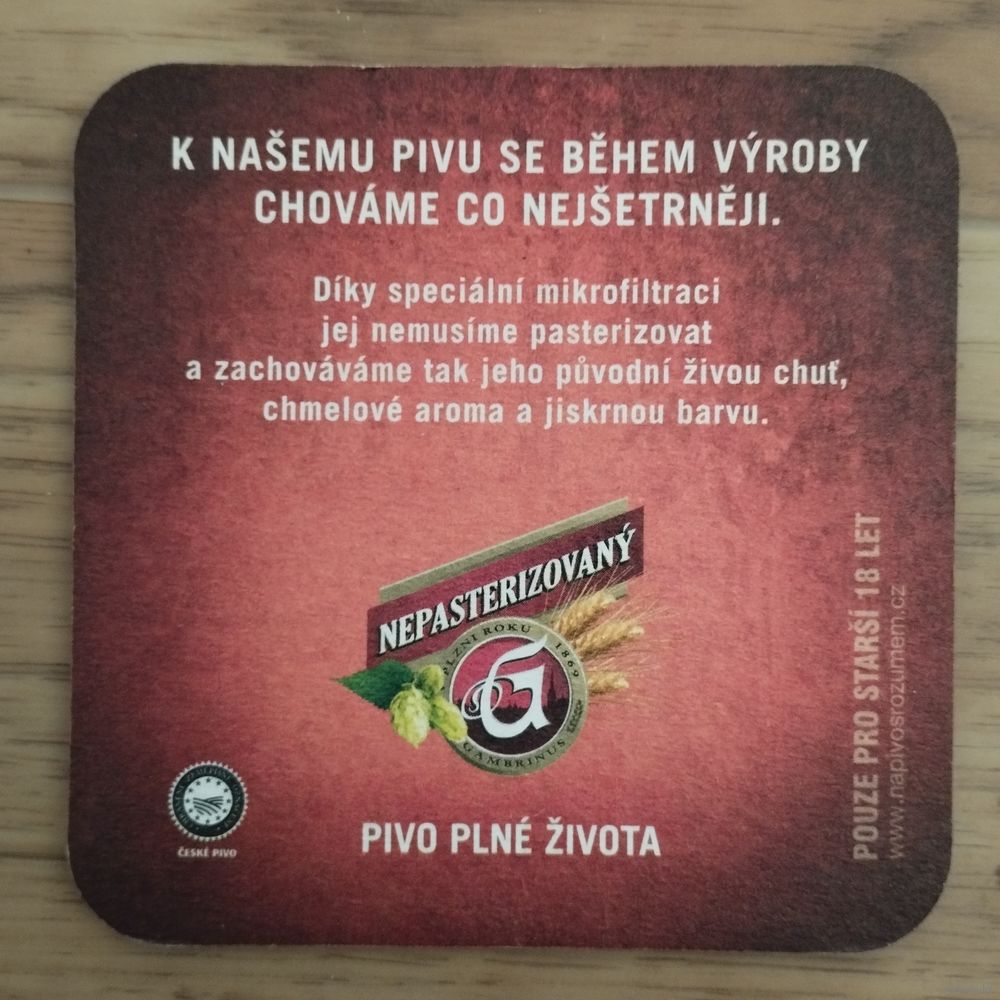 K NAŠEMU PIVU SE BĚHEM VÝROBY
CHOVÁME CO NEJŠETRNĚJI.
Díky speciální mikrofiltraci
jej nemusíme pasterizovat
a zachováváme tak jeho původní živou chuť,
chmelové aroma a jiskrnou barvu.
NEPASTERIZOVANÝ
PLZNI ROKU 1869
G
GAMBRINUS
ČESKÉ PIVO
PIVO PLNÉ ŽIVOTA
POUZE PRO STARŠÍ 18 LET
www.napivosrozumem.cz